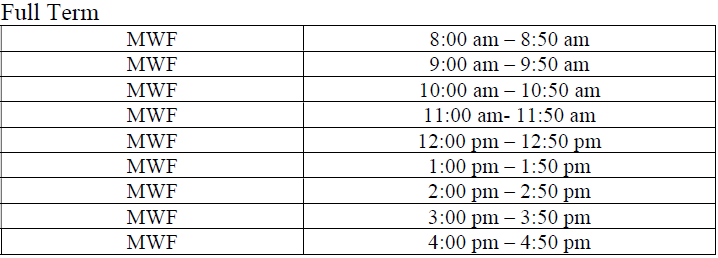 Full Term
MWF 8:00 am – 8:50 am
MWF 9:00 am – 9:50 am
MWF 10:00 am – 10:50 am
MWF 11:00 am- 11:50 am
MWF 12:00 pm – 12:50 pm
MWF 1:00 pm – 1:50 pm
MWF 2:00 pm – 2:50 pm
MWF 3:00 pm – 3:50 pm
MWF 4:00 pm – 4:50 pm